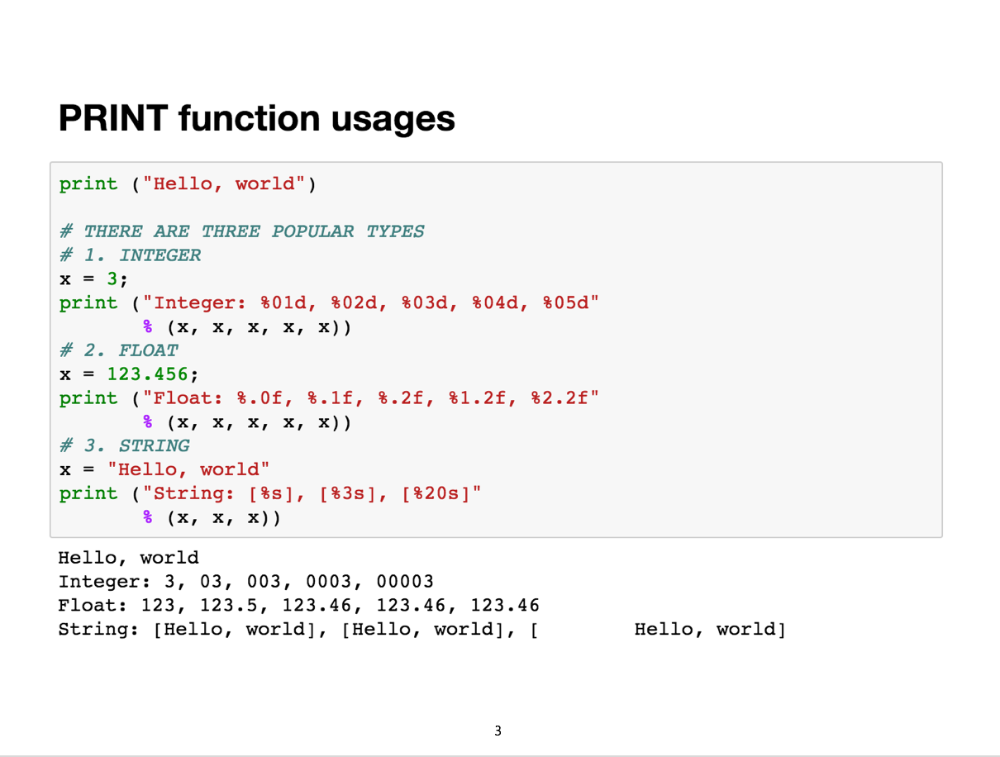 PRINT function usages
print ("Hello, world")
# THERE ARE THREE POPULAR TYPES
# 1. INTEGER
x = 3;
print ("Integer: %01d, %02d, %03d, %04d, %05d"
       % (x, x, x, x, x))
# 2. FLOAT
x = 123.456;
print ("Float: %.0f, %.1f, %.2f, %1.2f, %2.2f"
       % (x, x, x, x, x))
# 3. STRING
x = "Hello, world"
print ("String: [%s], [%3s], [%20s]"
       % (x, x, x))
Hello, world
Integer: 3, 03, 003, 0003, 00003
Float: 123, 123.5, 123.46, 123.46, 123.46
String: [Hello, world], [Hello, world], [        Hello, world]
3